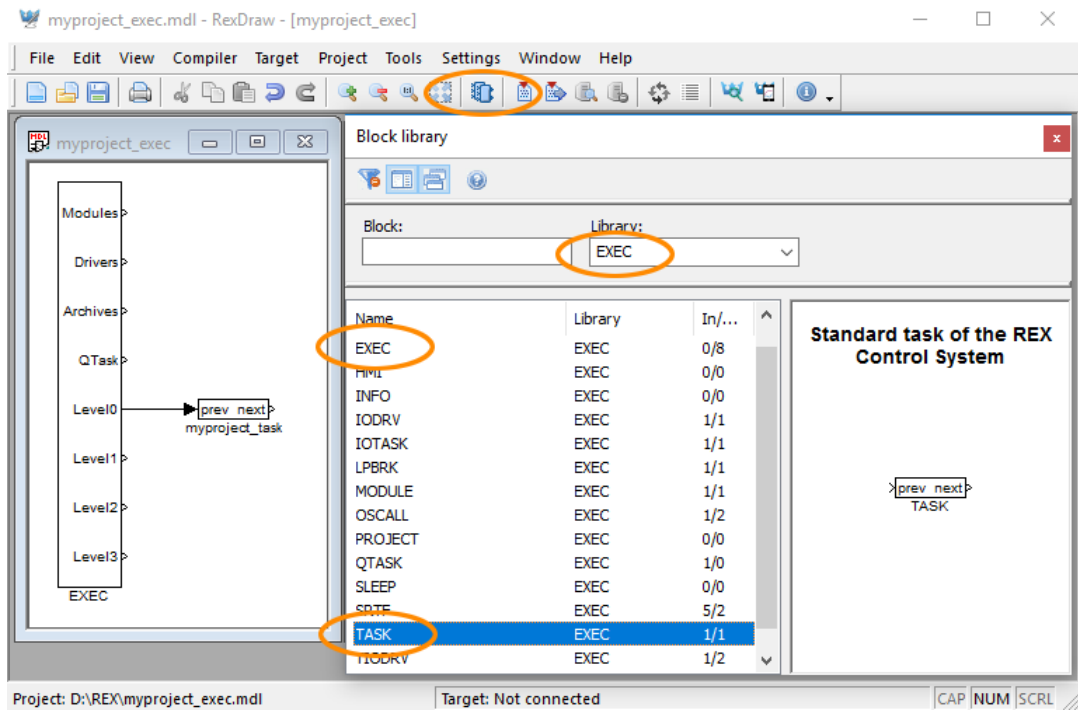 myproject_exec.mdl - RexDraw - [myproject_exec]
File Edit View Compiler Target Project Tools Settings Window Help
myproject_exec
Modules
Drivers
Archives
QTask
Level0
prev next
myproject_task
Level1
Level2
Level3
EXEC
Block library
x
Block:
Library:
EXEC
Name Library In/...
EXEC EXEC 0/8
HMI EXEC 0/0
INFO EXEC 0/0
IODRV EXEC 1/1
IOTASK EXEC 1/1
LPBRK EXEC 1/1
MODULE EXEC 1/1
OSCALL EXEC 1/2
PROJECT EXEC 0/0
QTASK EXEC 1/0
SLEEP EXEC 0/0
SRTF EXEC 5/2
TASK EXEC 1/1
TIODRV EXEC 1/2
Standard task of the REX
Control System
prev next
TASK
Project: D:\REX\myproject_exec.mdl Target: Not connected CAP NUM SCRL